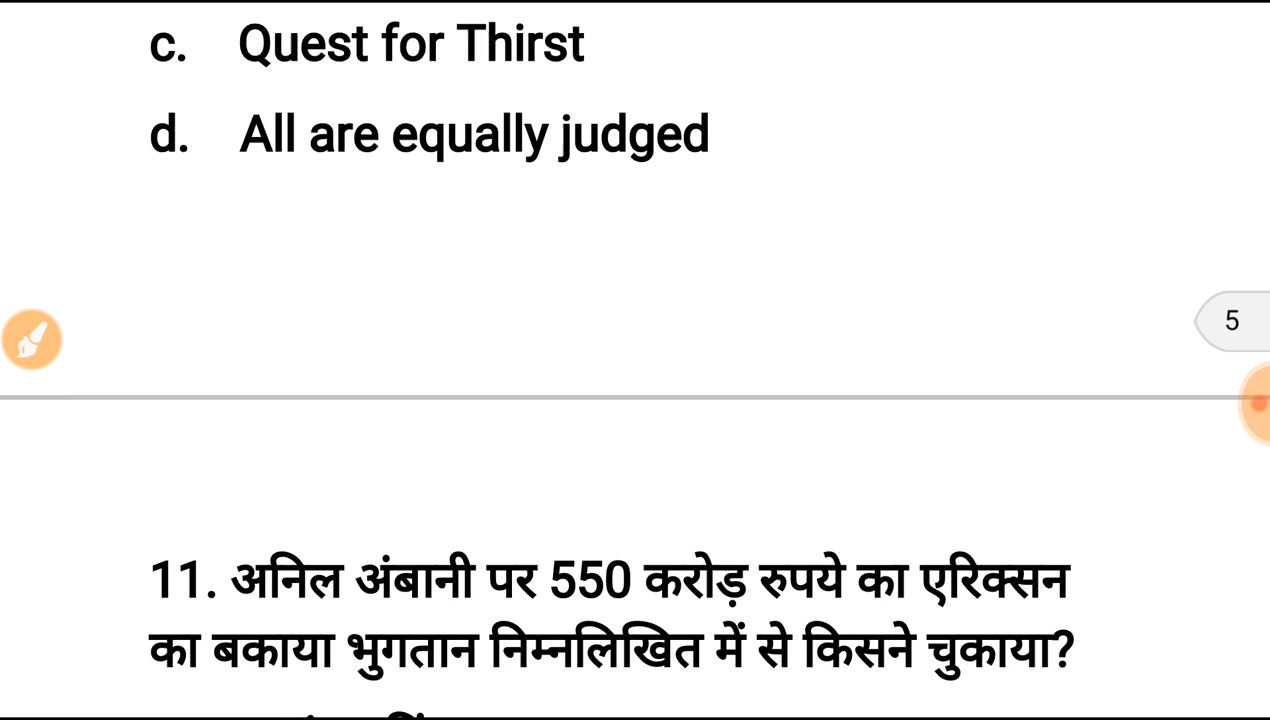 c. Quest for Thirst
d. All are equally judged
5
11. अनिल अंबानी पर 550 करोड़ रुपये का एरिक्सन
का बकाया भुगतान निम्नलिखित में से किसने चुकाया?